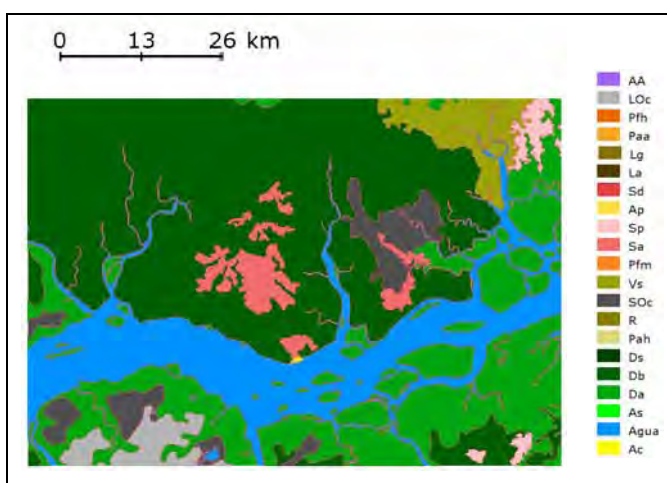 0 13 26 km
AA
LOc
Pfh
Paa
Lg
La
Sd
Ap
Sp
Sa
Pfm
Vs
SOc
R
Pah
Ds
Db
Da
As
Agua
Ac